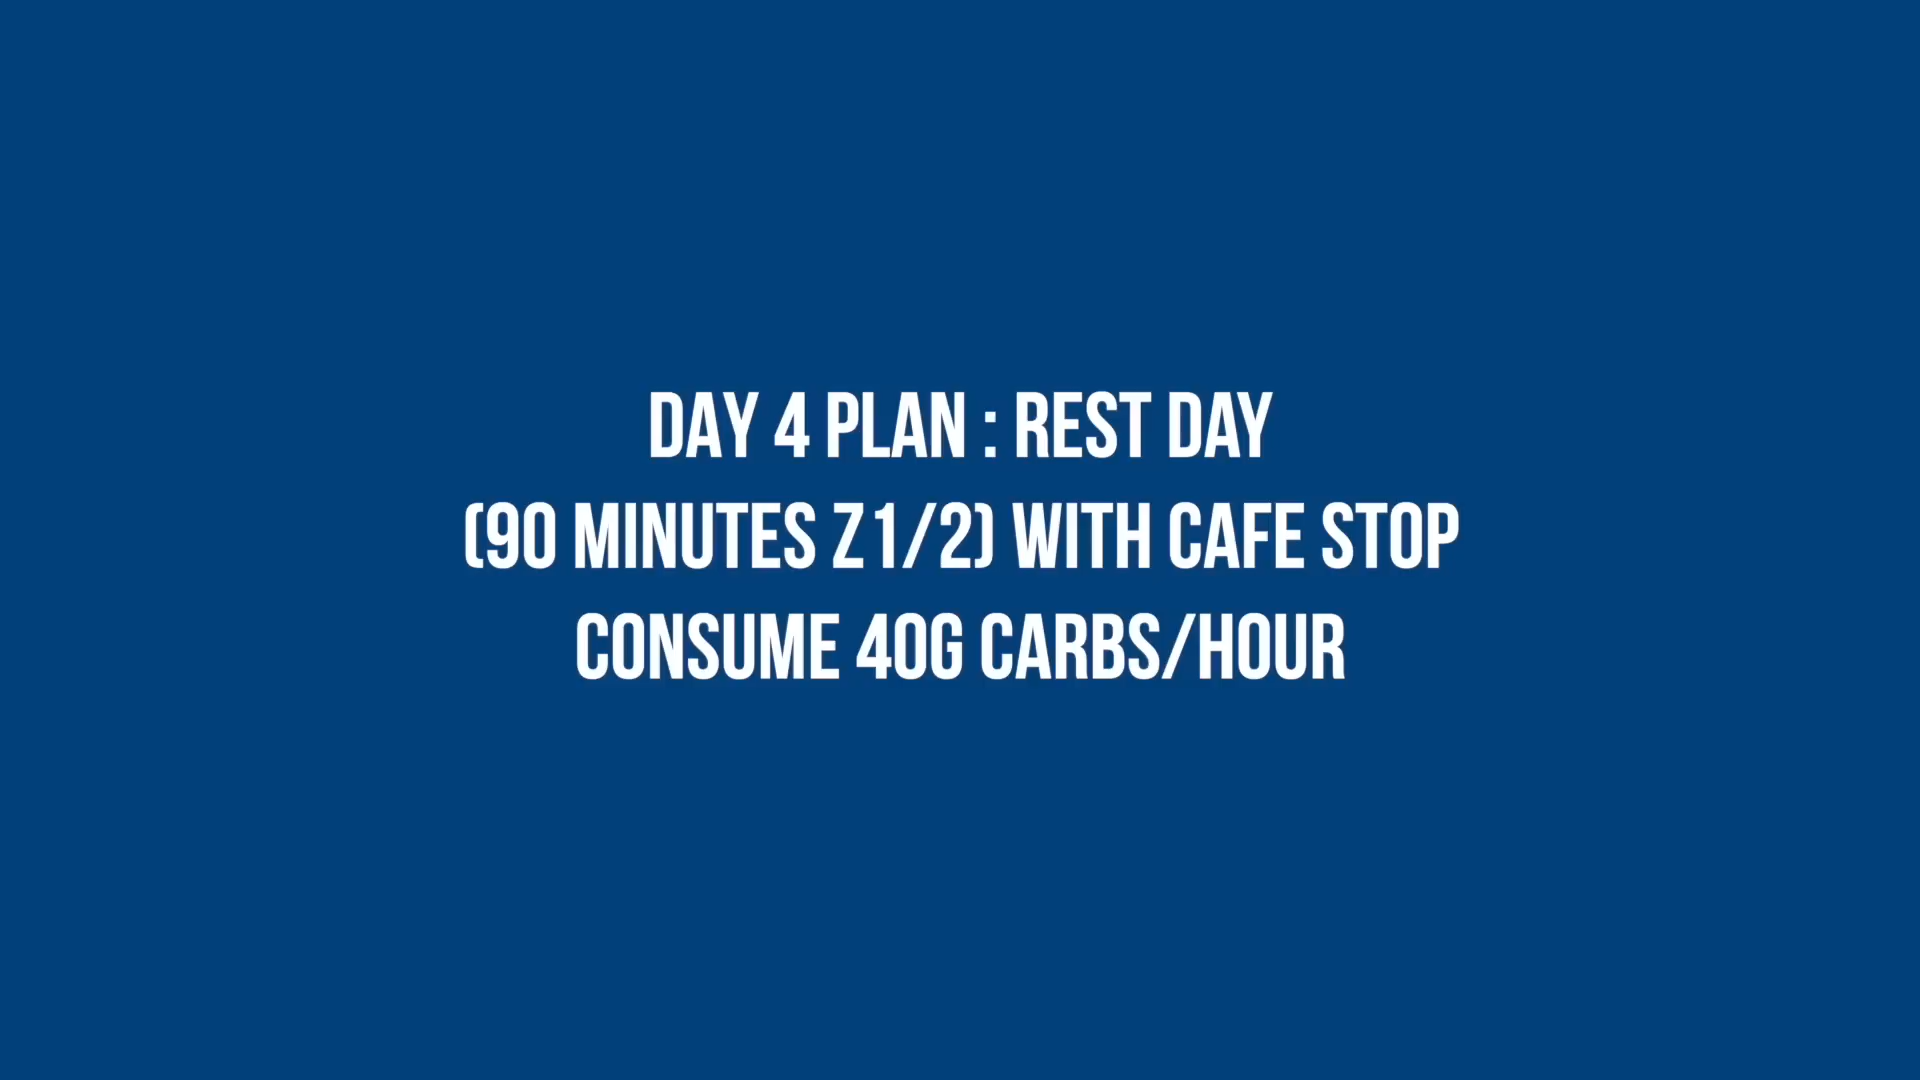 DAY 4 PLAN : REST DAY
(90 MINUTES Z1/2) WITH CAFE STOP
CONSUME 40G CARBS/HOUR